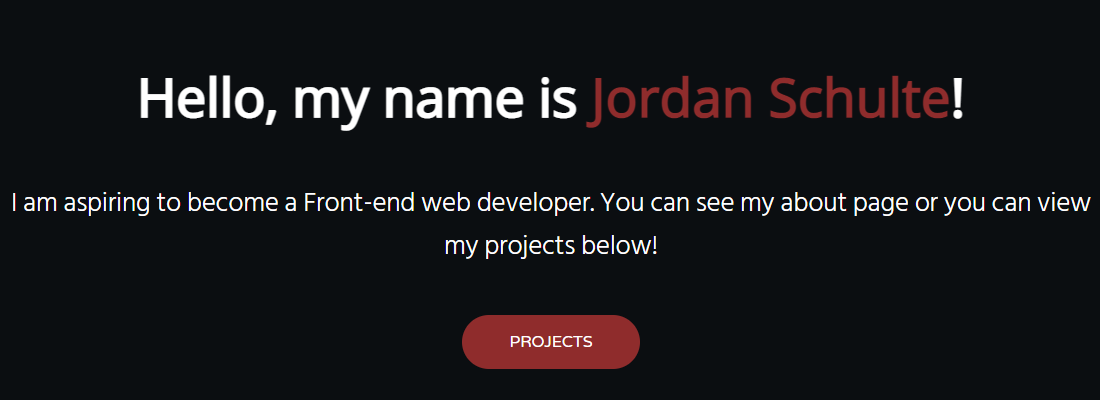 Hello, my name is Jordan Schulte!
I am aspiring to become a Front-end web developer. You can see my about page or you can view
my projects below!
PROJECTS